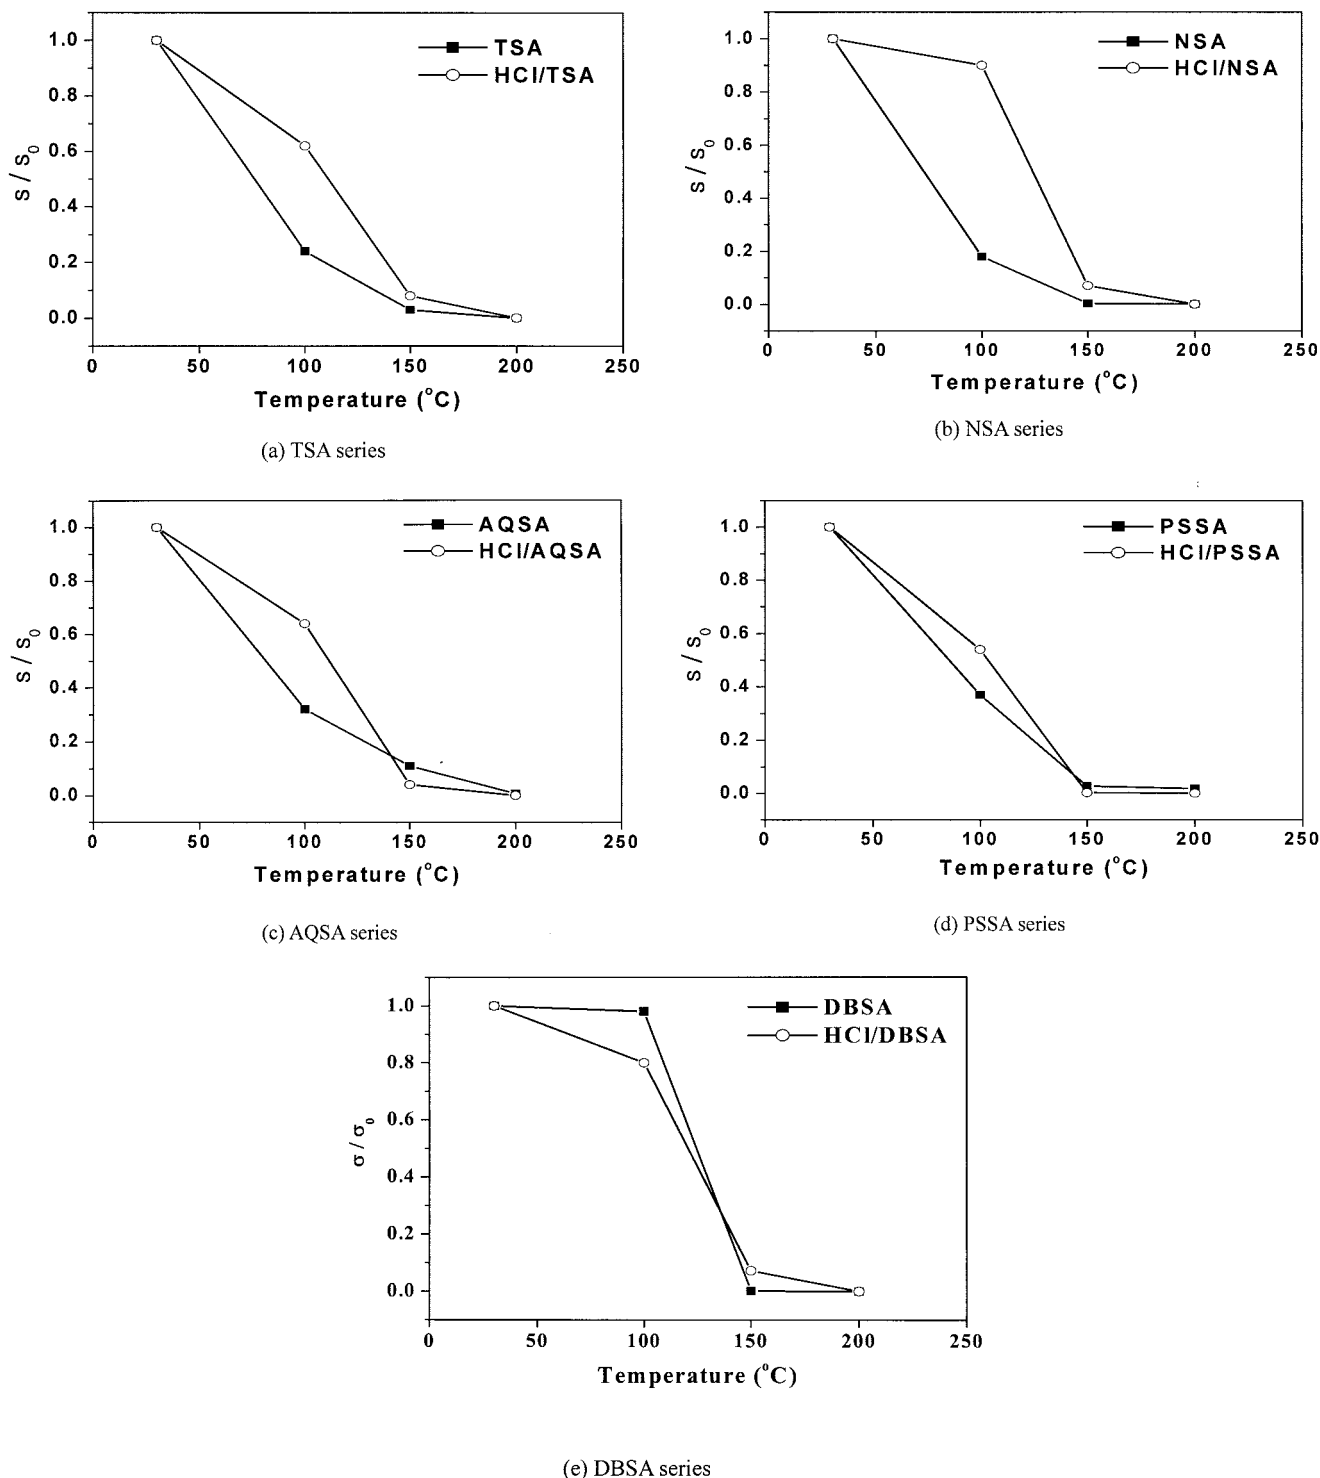 1.0
0.8
0.6
0.4
0.2
0.0
s / s0
TSA
HCl/TSA
0 50 100 150 200 250
Temperature (°C)
(a) TSA series
1.0
0.8
0.6
0.4
0.2
0.0
s / s0
NSA
HCl/NSA
0 50 100 150 200 250
Temperature (°C)
(b) NSA series
1.0
0.8
0.6
0.4
0.2
0.0
s / s0
AQSA
HCl/AQSA
0 50 100 150 200 250
Temperature (°C)
(c) AQSA series
1.0
0.8
0.6
0.4
0.2
0.0
s / s0
PSSA
HCl/PSSA
0 50 100 150 200 250
Temperature (°C)
(d) PSSA series
1.0
0.8
0.6
0.4
0.2
0.0
σ / σ0
DBSA
HCl/DBSA
0 50 100 150 200 250
Temperature (°C)
(e) DBSA series